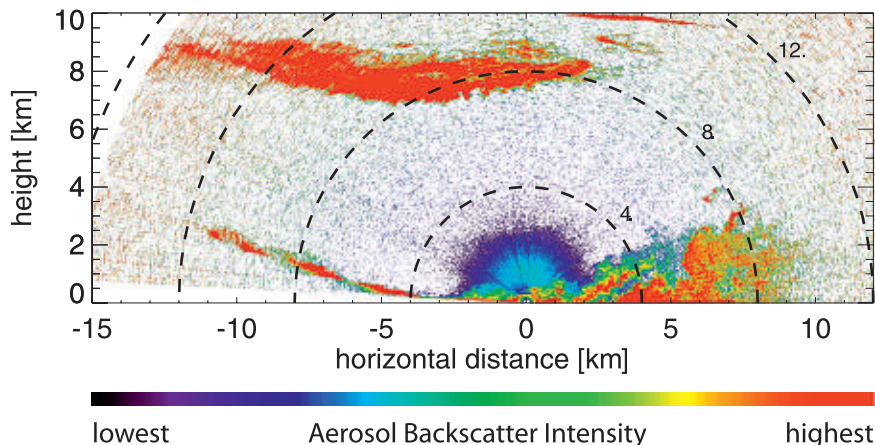 10
8
6
4
2
0
height [km]
12.
8.
4.
-15 -10 -5 0 5 10
horizontal distance [km]
lowest Aerosol Backscatter Intensity highest